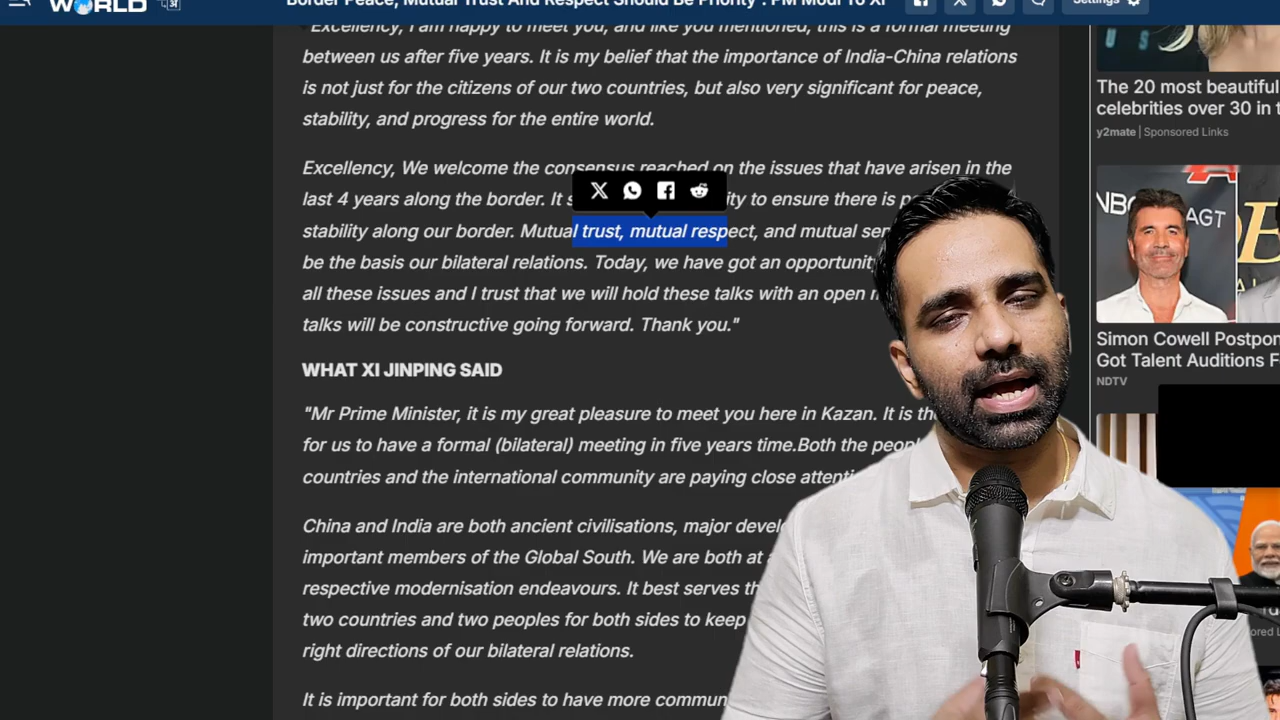 WORLD
Border Peace, Mutual Trust And Respect Should Be Priority": PM Modi To Xi
Settings
"Excellency, I am happy to meet you, and like you mentioned, this is a formal meeting
between us after five years. It is my belief that the importance of India-China relations
is not just for the citizens of our two countries, but also very significant for peace,
stability, and progress for the entire world.
Excellency, We welcome the consensus reached on the issues that have arisen in the
last 4 years along the border. It to ensure there is
stability along our border. Mutual trust, mutual respect, and mutual
be the basis our bilateral relations. Today, we have got an opportunity
all these issues and I trust that we will hold these talks with an open
talks will be constructive going forward. Thank you."
WHAT XI JINPING SAID
"Mr Prime Minister, it is my great pleasure to meet you here in Kazan. It is the
for us to have a formal (bilateral) meeting in five years time.Both the
countries and the international community are paying close
China and India are both ancient civilisations, major
important members of the Global South. We are both at
respective modernisation endeavours. It best serves
two countries and two peoples for both sides to keep
right directions of our bilateral relations.
It is important for both sides to have more
US
The 20 most beautiful
celebrities over 30 in
y2mate | Sponsored Links
NBC AGT
Simon Cowell
Got Talent Auditions
NDTV